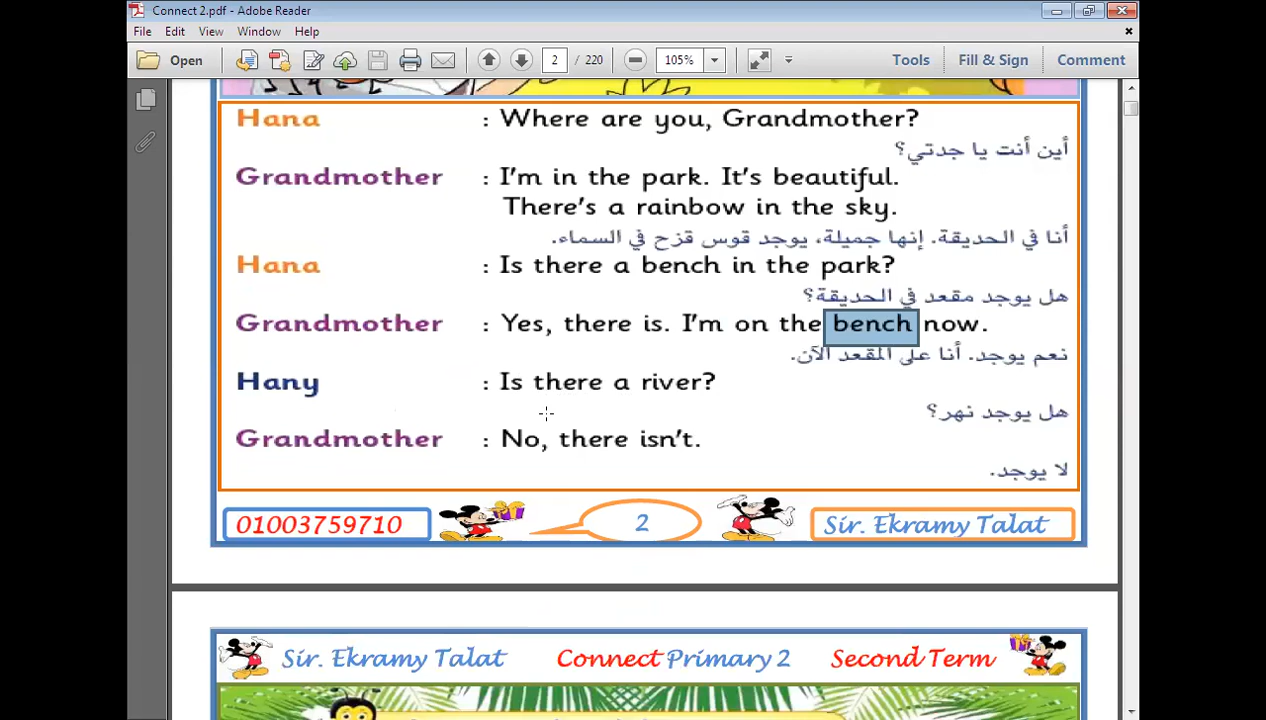 Connect 2.pdf - Adobe Reader
File Edit View Window Help
Open 2 / 220 105% Tools Fill & Sign Comment
Hana : Where are you, Grandmother?
أين أنت يا جدتي؟
Grandmother : I'm in the park. It's beautiful.
There's a rainbow in the sky.
أنا في الحديقة. إنها جميلة، يوجد قوس قزح في السماء.
Hana : Is there a bench in the park?
هل يوجد مقعد في الحديقة؟
Grandmother : Yes, there is. I'm on the bench now.
نعم يوجد. أنا على المقعد الآن.
Hany : Is there a river?
هل يوجد نهر؟
Grandmother : No, there isn't.
لا يوجد.
01003759710 2 Sir. Ekramy Talat
Sir. Ekramy Talat Connect Primary 2 Second Term